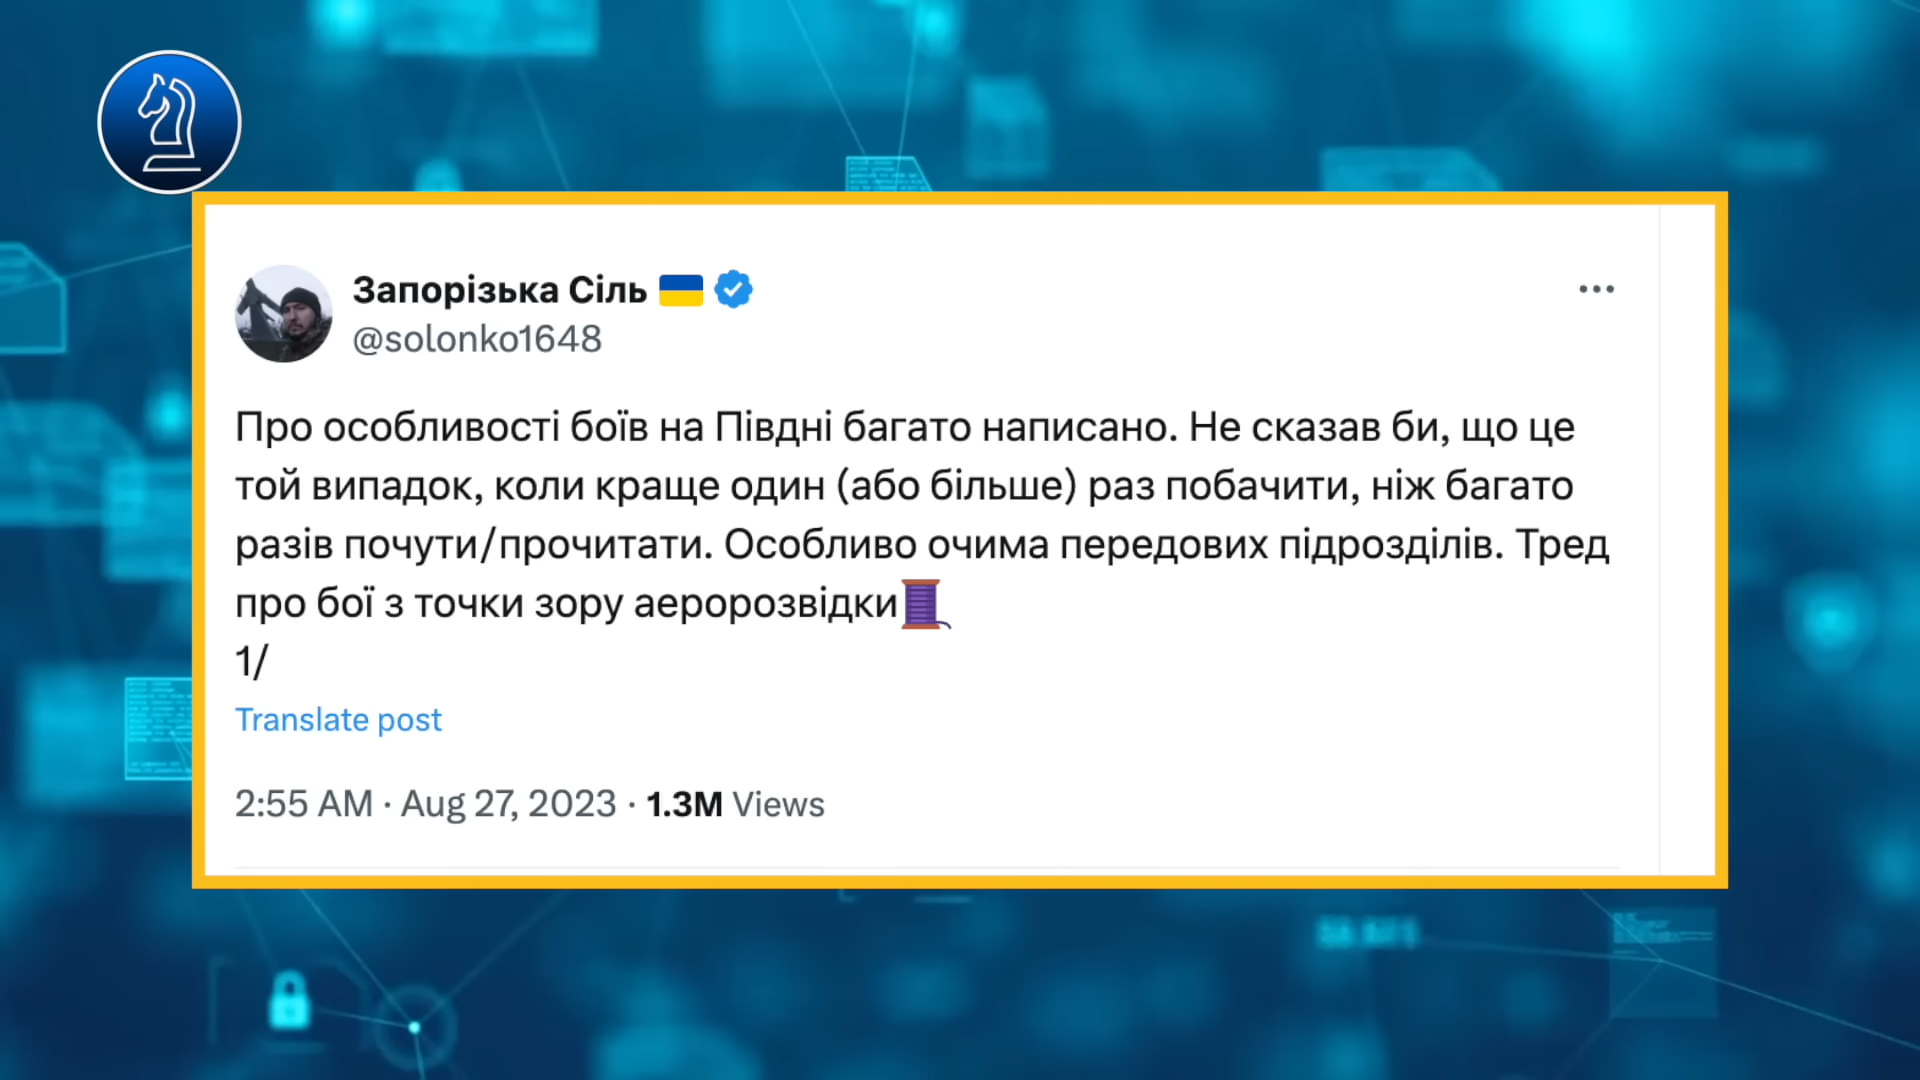 Запорізька Сіль 🇺🇦
@solonko1648
Про особливості боїв на Півдні багато написано. Не сказав би, що це
той випадок, коли краще один (або більше) раз побачити, ніж багато
разів почути/прочитати. Особливо очима передових підрозділів. Тред
про бої з точки зору аеророзвідки🧵
1/
Translate post
2:55 AM · Aug 27, 2023 · 1.3M Views